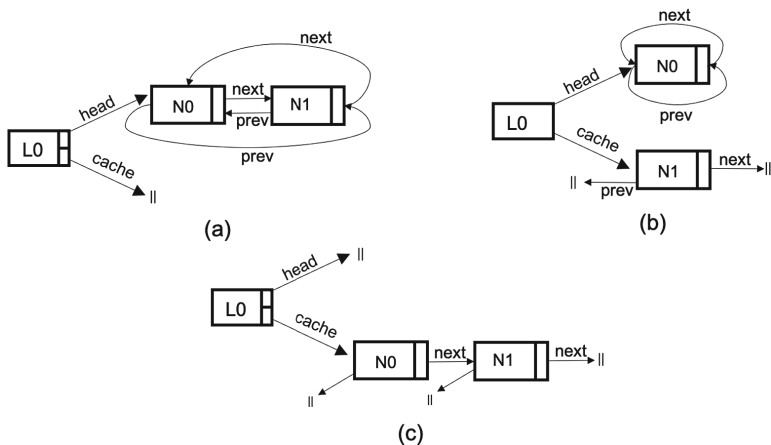 next
head
N0
next
N1
prev
L0
cache
prev
||
(a)
next
head
N0
prev
L0
cache
N1
next
||
||
prev
(b)
head
||
L0
cache
N0
next
N1
next
||
||
||
(c)